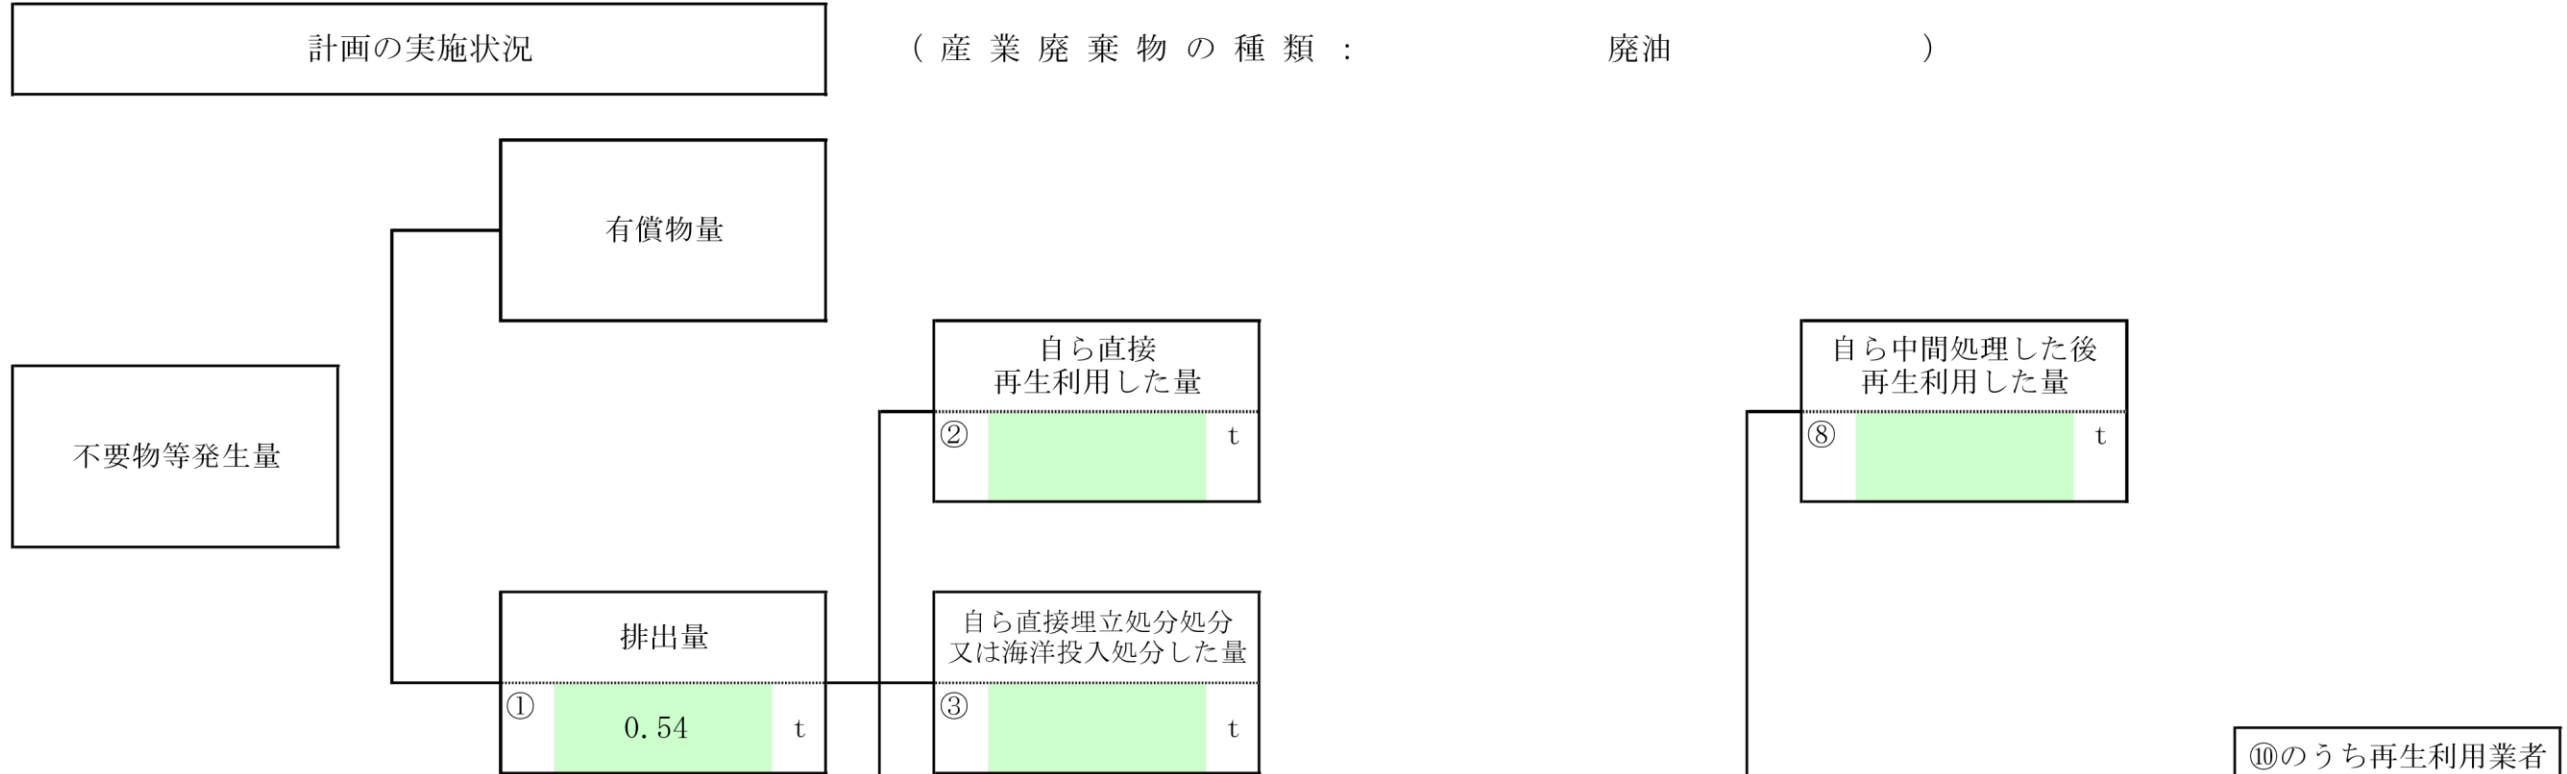 計画の実施状況 （産業廃棄物の種類： 廃油 ）
有償物量
自ら直接
再生利用した量
② t
自ら中間処理した後
再生利用した量
⑧ t
不要物等発生量
排出量
① 0.54 t
自ら直接埋立処分処分
又は海洋投入処分した量
③ t
⑩のうち再生利用業者